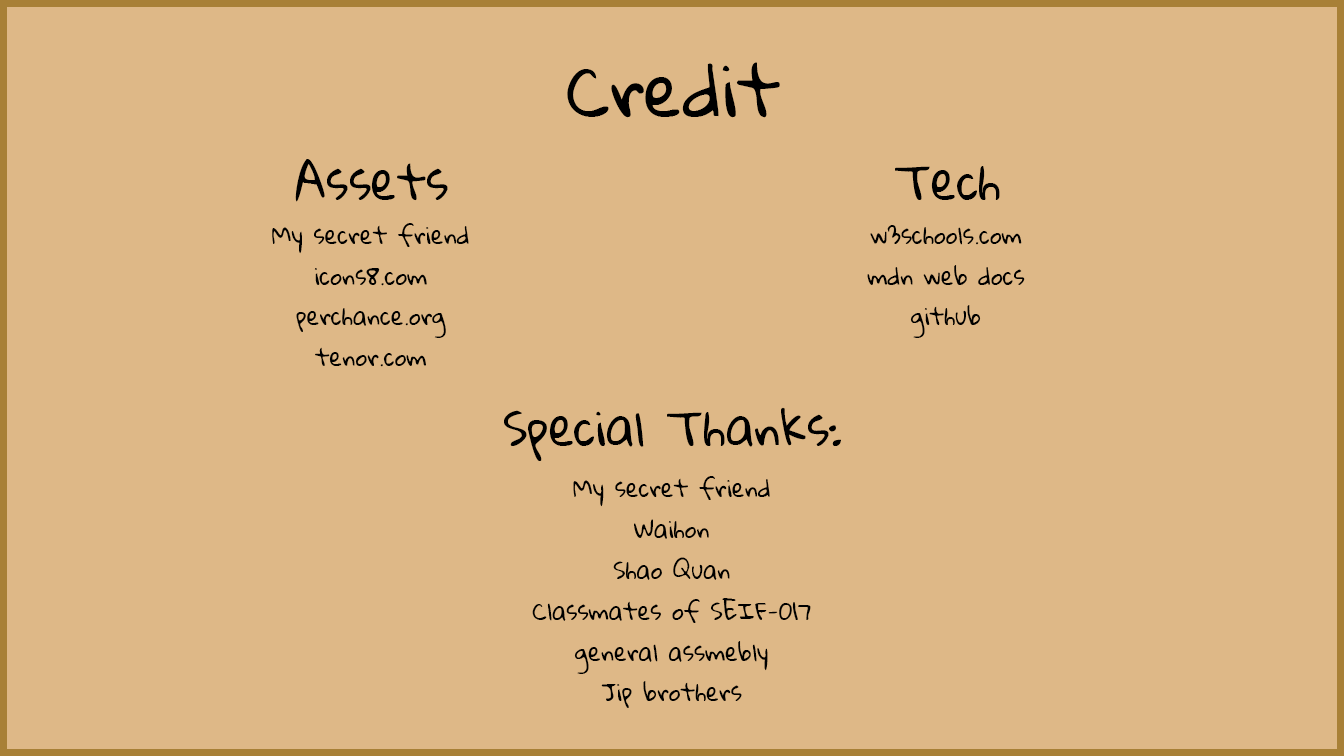 Credit
Assets
My secret friend
icons8.com
perchance.org
tenor.com
Tech
w3schools.com
mdn web docs
github
Special Thanks:
My secret friend
Waihon
Shao Quan
Classmates of SEIF-017
general assmebly
Jip brothers